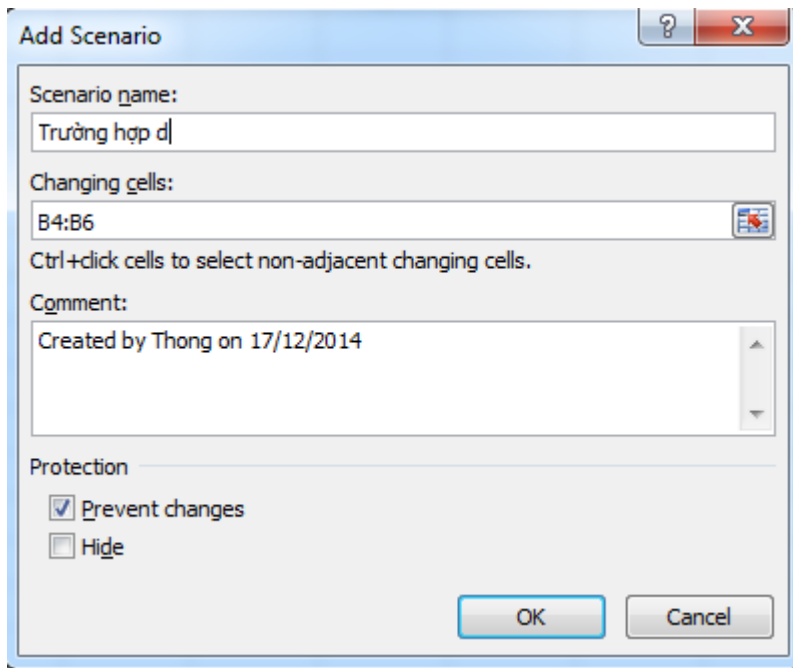 Add Scenario
Scenario name:
Trường hợp d
Changing cells:
B4:B6
Ctrl+click cells to select non-adjacent changing cells.
Comment:
Created by Thong on 17/12/2014
Protection
Prevent changes
Hide
OK Cancel